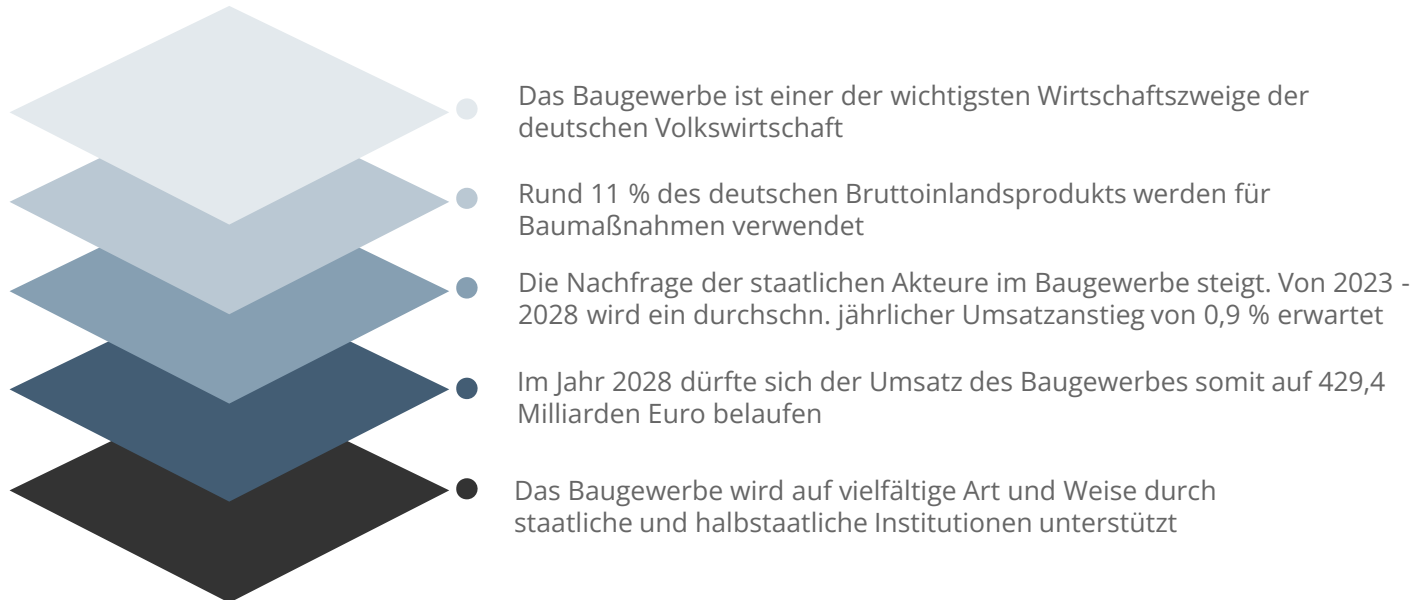 Das Baugewerbe ist einer der wichtigsten Wirtschaftszweige der
deutschen Volkswirtschaft
Rund 11 % des deutschen Bruttoinlandsprodukts werden für
Baumaßnahmen verwendet
Die Nachfrage der staatlichen Akteure im Baugewerbe steigt. Von 2023 -
2028 wird ein durchschn. jährlicher Umsatzanstieg von 0,9 % erwartet
Im Jahr 2028 dürfte sich der Umsatz des Baugewerbes somit auf 429,4
Milliarden Euro belaufen
Das Baugewerbe wird auf vielfältige Art und Weise durch
staatliche und halbstaatliche Institutionen unterstützt